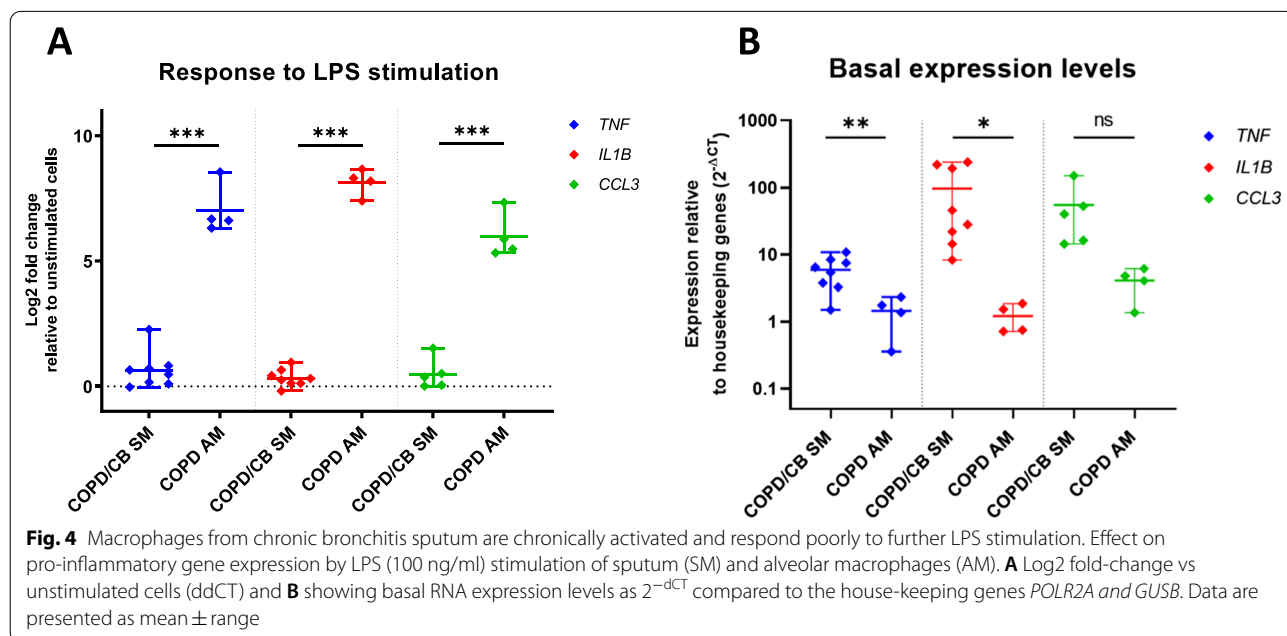 A
Response to LPS stimulation
Log2 fold change
relative to unstimulated cells
10
5
0
***
***
***
TNF
IL1B
CCL3
COPD/CB SM
COPD AM
COPD/CB SM
COPD AM
COPD/CB SM
COPD AM
B
Basal expression levels
Expression relative
to housekeeping genes (2^-ΔCT)
1000
100
10
1
0.1
**
*
ns
TNF
IL1B
CCL3
COPD/CB SM
COPD AM
COPD/CB SM
COPD AM
COPD/CB SM
COPD AM
Fig. 4 Macrophages from chronic bronchitis sputum are chronically activated and respond poorly to further LPS stimulation. Effect on
pro-inflammatory gene expression by LPS (100 ng/ml) stimulation of sputum (SM) and alveolar macrophages (AM). A Log2 fold-change vs
unstimulated cells (ddCT) and B showing basal RNA expression levels as 2^−dCT compared to the house-keeping genes POLR2A and GUSB. Data are
presented as mean ± range